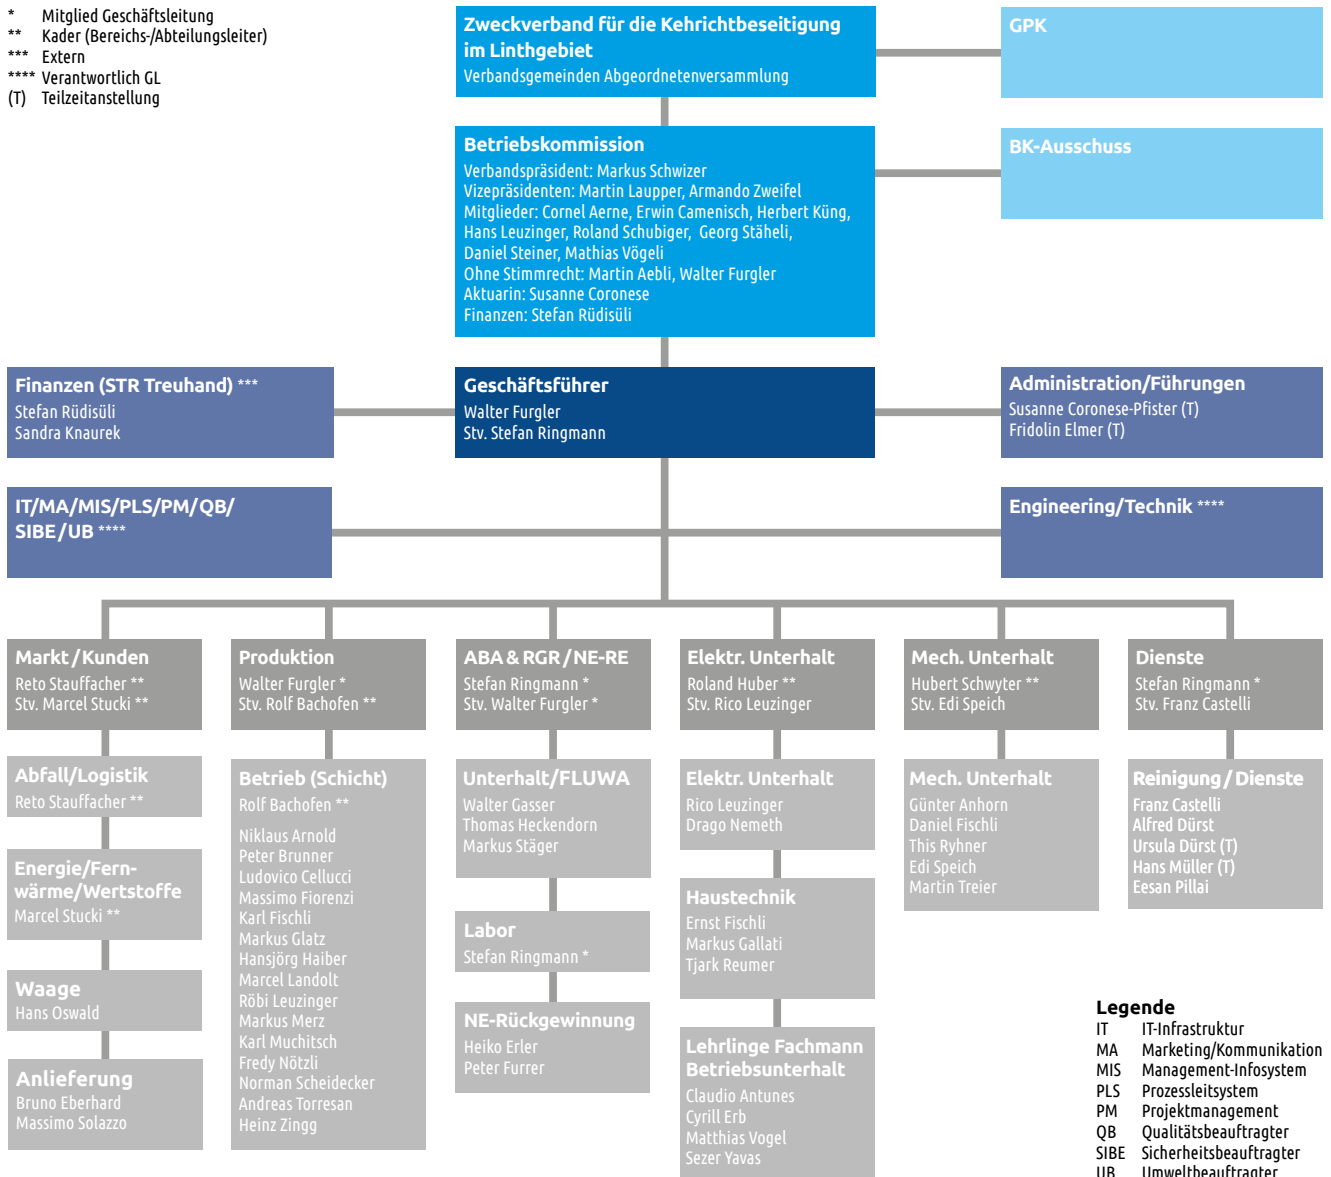 * Mitglied Geschäftsleitung
** Kader (Bereichs-/Abteilungsleiter)
*** Extern
**** Verantwortlich GL
(T) Teilzeitanstellung
Zweckverband für die Kehrichtbeseitigung
im Linthgebiet
Verbandsgemeinden Abgeordnetenversammlung
GPK
Betriebskommission
Verbandspräsident: Markus Schwizer
Vizepräsidenten: Martin Laupper, Armando Zweifel
Mitglieder: Cornel Aerne, Erwin Camenisch, Herbert Küng,
Hans Leuzinger, Roland Schubiger, Georg Stäheli,
Daniel Steiner, Mathias Vögeli
Ohne Stimmrecht: Martin Aebli, Walter Furgler
Aktuarin: Susanne Coronese
Finanzen: Stefan Rüdisüli
BK-Ausschuss
Finanzen (STR Treuhand) ***
Stefan Rüdisüli
Sandra Knaurek
Geschäftsführer
Walter Furgler
Stv. Stefan Ringmann
Administration/Führungen
Susanne Coronese-Pfister (T)
Fridolin Elmer (T)
IT/MA/MIS/PLS/PM/QB/
SIBE/UB ****
Engineering/Technik ****
Markt/Kunden
Reto Stauffacher **
Stv. Marcel Stucki **
Produktion
Walter Furgler *
Stv. Rolf Bachofen **
ABA & RGR/NE-RE
Stefan Ringmann *
Stv. Walter Furgler *
Elektr. Unterhalt
Roland Huber **
Stv. Rico Leuzinger
Mech. Unterhalt
Hubert Schwyter **
Stv. Edi Speich
Dienste
Stefan Ringmann *
Stv. Franz Castelli
Abfall/Logistik
Reto Stauffacher **
Energie/Fern-
wärme/Wertstoffe
Marcel Stucki **
Waage
Hans Oswald
Anlieferung
Bruno Eberhard
Massimo Solazzo
Betrieb (Schicht)
Rolf Bachofen **
Niklaus Arnold
Peter Brunner
Ludovico Cellucci
Massimo Fiorenzi
Karl Fischli
Markus Glatz
Hansjörg Haiber
Marcel Landolt
Röbi Leuzinger
Markus Merz
Karl Muchitsch
Fredy Nötzli
Norman Scheidecker
Andreas Torresan
Heinz Zingg
Unterhalt/FLUWA
Walter Gasser
Thomas Heckendorn
Markus Stäger
Labor
Stefan Ringmann *
NE-Rückgewinnung
Heiko Erler
Peter Furrer
Elektr. Unterhalt
Rico Leuzinger
Drago Nemeth
Haustechnik
Ernst Fischli
Markus Gallati
Tjark Reumer
Lehrlinge Fachmann
Betriebsunterhalt
Claudio Antunes
Cyrill Erb
Matthias Vogel
Sezer Yavas
Mech. Unterhalt
Günter Anhorn
Daniel Fischli
This Ryhner
Edi Speich
Martin Treier
Reinigung/Dienste
Franz Castelli
Alfred Dürst
Ursula Dürst (T)
Hans Müller (T)
Eesan Pillai
Legende
IT IT-Infrastruktur
MA Marketing/Kommunikation
MIS Management-Infosystem
PLS Prozessleitsystem
PM Projektmanagement
QB Qualitätsbeauftragter
SIBE Sicherheitsbeauftragter
UB Umweltbeauftragter